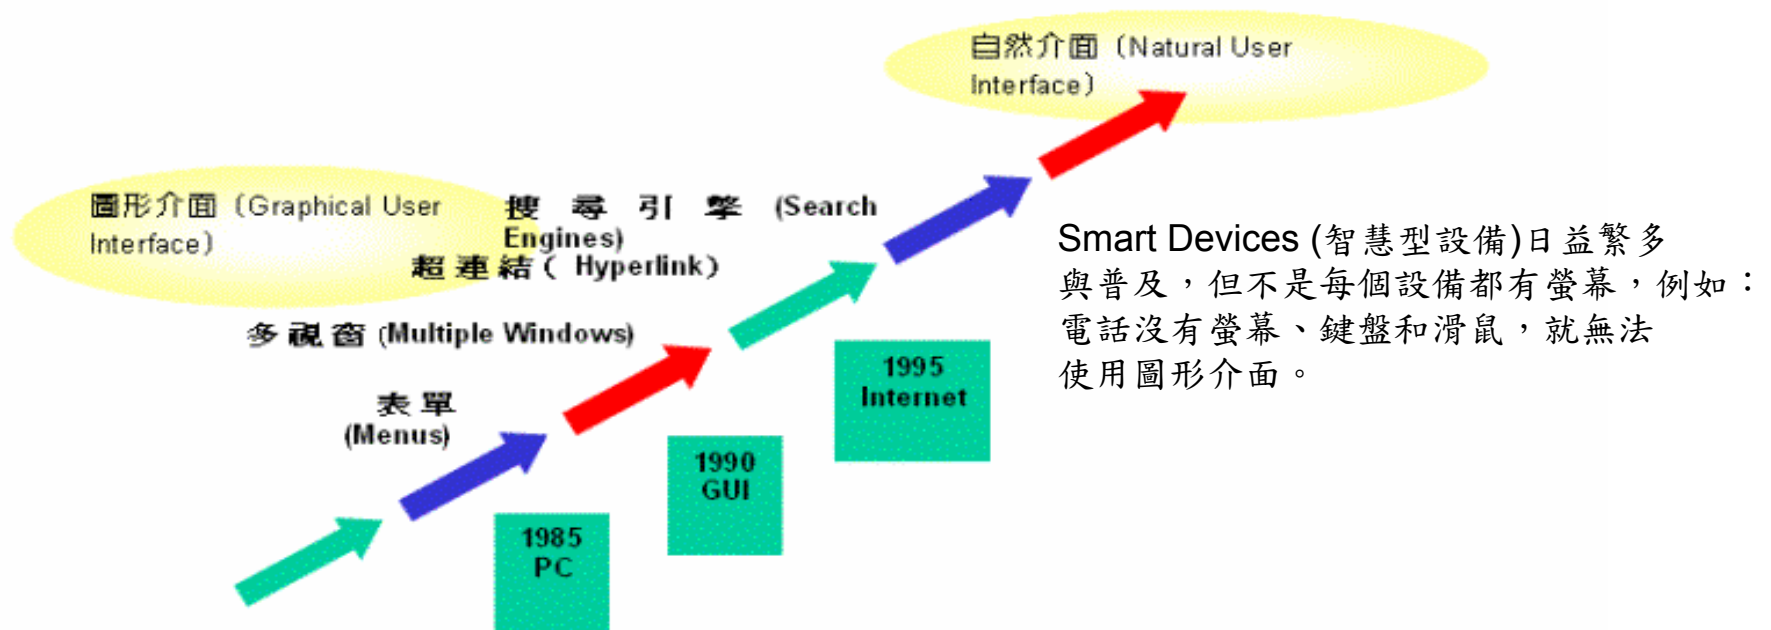 自然介面（Natural User
Interface）
圖形介面（Graphical User
Interface）
搜尋引擎 (Search
Engines)
超連結（ Hyperlink）
多視窗 (Multiple Windows)
表單
(Menus)
1995
Internet
1990
GUI
1985
PC
Smart Devices (智慧型設備)日益繁多
與普及，但不是每個設備都有螢幕，例如：
電話沒有螢幕、鍵盤和滑鼠，就無法
使用圖形介面。